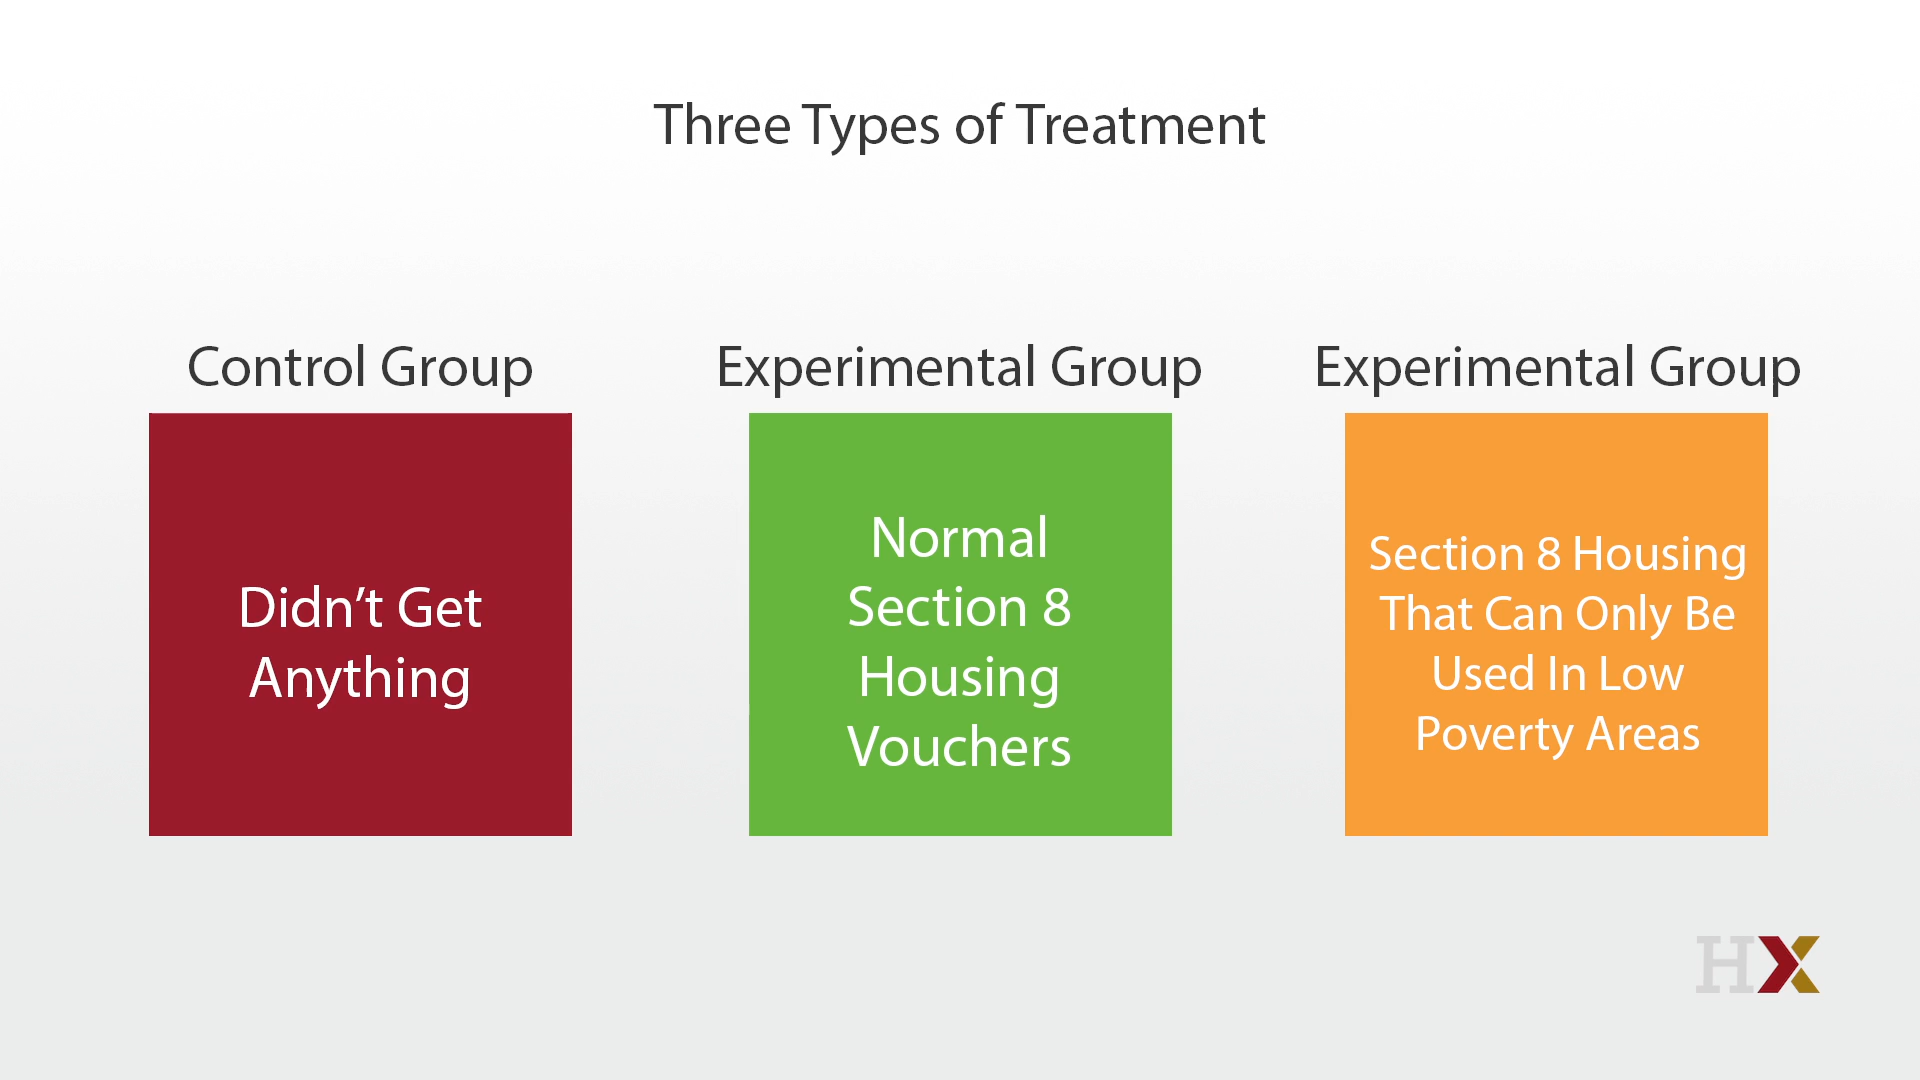 Three Types of Treatment
Control Group
Didn’t Get
Anything
Experimental Group
Normal
Section 8
Housing
Vouchers
Experimental Group
Section 8 Housing
That Can Only Be
Used In Low
Poverty Areas
HX